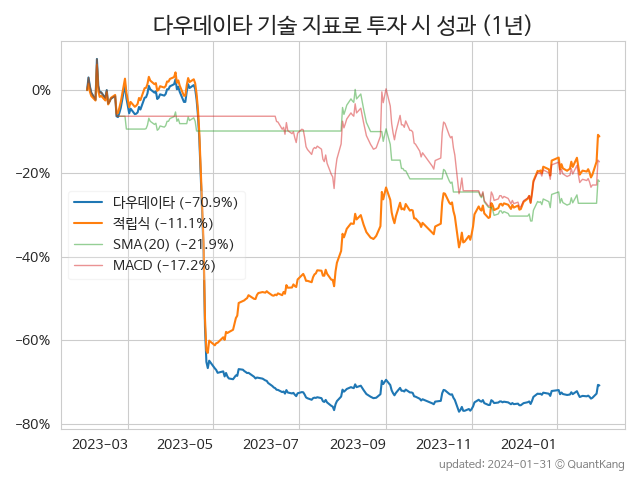 다우데이타 기술 지표로 투자 시 성과 (1년)
0%
−20%
−40%
−60%
−80%
다우데이타 (−70.9%)
적립식 (−11.1%)
SMA(20) (−21.9%)
MACD (−17.2%)
2023−03 2023−05 2023−07 2023−09 2023−11 2024−01
updated: 2024−01−31 © QuantKang